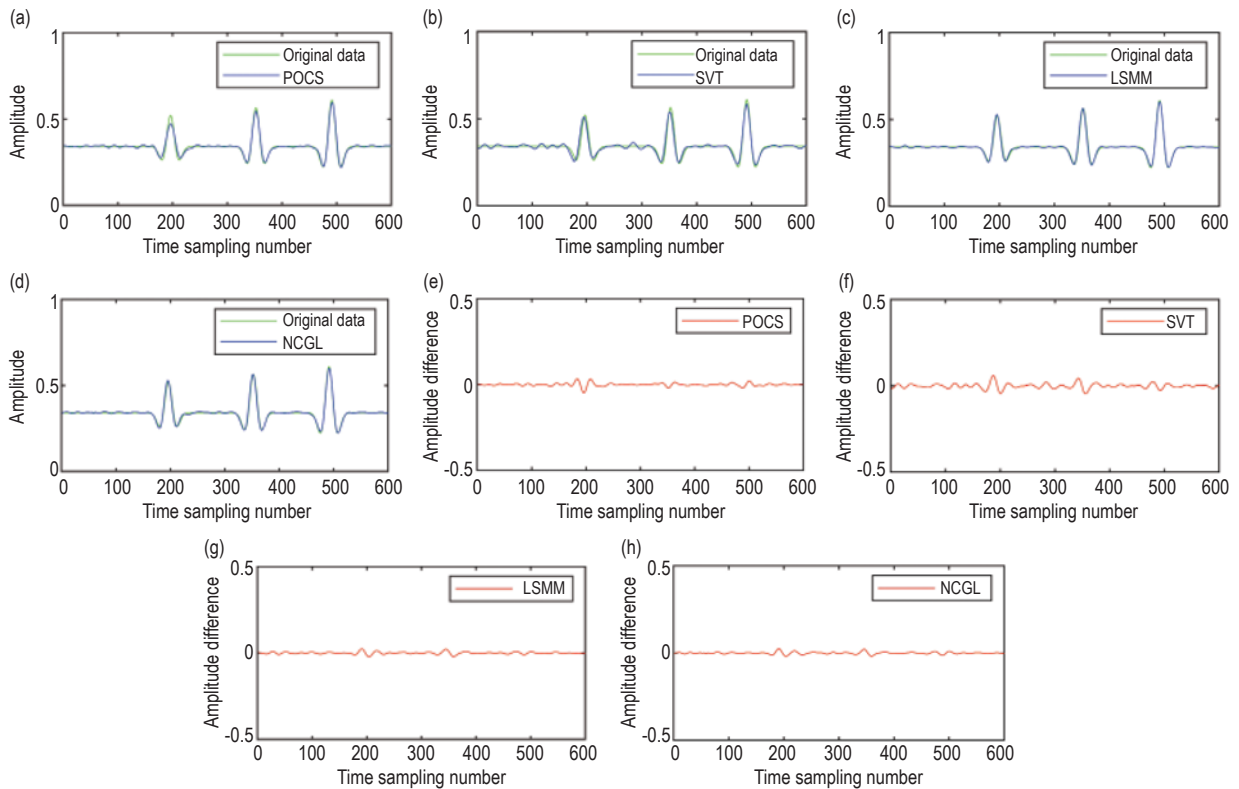 (a)
1
0.5
0
Amplitude
Original data
POCS
0 100 200 300 400 500 600
Time sampling number
(b)
1
0.5
0
Amplitude
Original data
SVT
0 100 200 300 400 500 600
Time sampling number
(c)
1
0.5
0
Amplitude
Original data
LSMM
0 100 200 300 400 500 600
Time sampling number
(d)
1
0.5
0
Amplitude
Original data
NCGL
0 100 200 300 400 500 600
Time sampling number
(e)
0.5
0
-0.5
Amplitude difference
POCS
0 100 200 300 400 500 600
Time sampling number
(f)
0.5
0
-0.5
Amplitude difference
SVT
0 100 200 300 400 500 600
Time sampling number
(g)
0.5
0
-0.5
Amplitude difference
LSMM
0 100 200 300 400 500 600
Time sampling number
(h)
0.5
0
-0.5
Amplitude difference
NCGL
0 100 200 300 400 500 600
Time sampling number